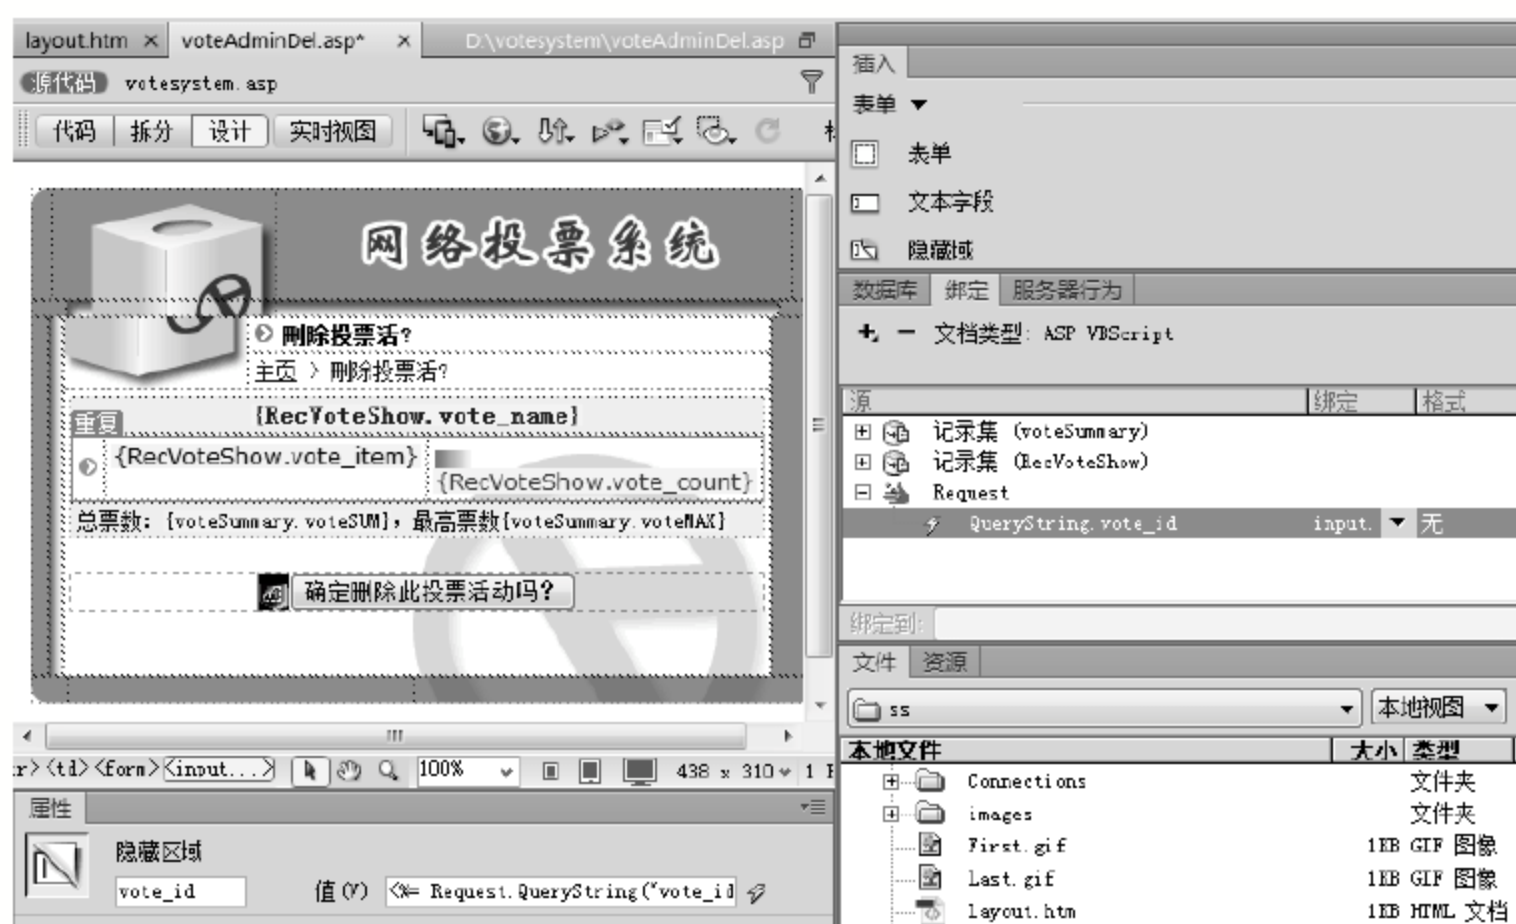 layout.htm × voteAdminDel.asp* × D:\votesystem\voteAdminDel.asp
源代码 votesystem.asp
代码 拆分 设计 实时视图
网络投票系统
刪除投票活?
主页 > 刪除投票活?
重复 {RecVoteShow.vote_name}
{RecVoteShow.vote_item}
{RecVoteShow.vote_count}
总票数: {voteSummary.voteSUM}, 最高票数{voteSummary.voteMAX}
确定删除此投票活动吗?
r> <td> <form> <input...> 100% 438 x 310 1
属性
隐藏区域
vote_id 值(V) <%= Request.QueryString("vote_id
插入
表单
表单
文本字段
隐藏域
数据库 绑定 服务器行为
文档类型: ASP VBScript
源 绑定 格式
记录集 (voteSummary)
记录集 (RecVoteShow)
Request
QueryString.vote_id input. 无
绑定到:
文件 资源
ss 本地视图
本地文件 大小 类型
Connections 文件夹
images 文件夹
First.gif 1KB GIF 图像
Last.gif 1KB GIF 图像
layout.htm 1KB HTML 文档